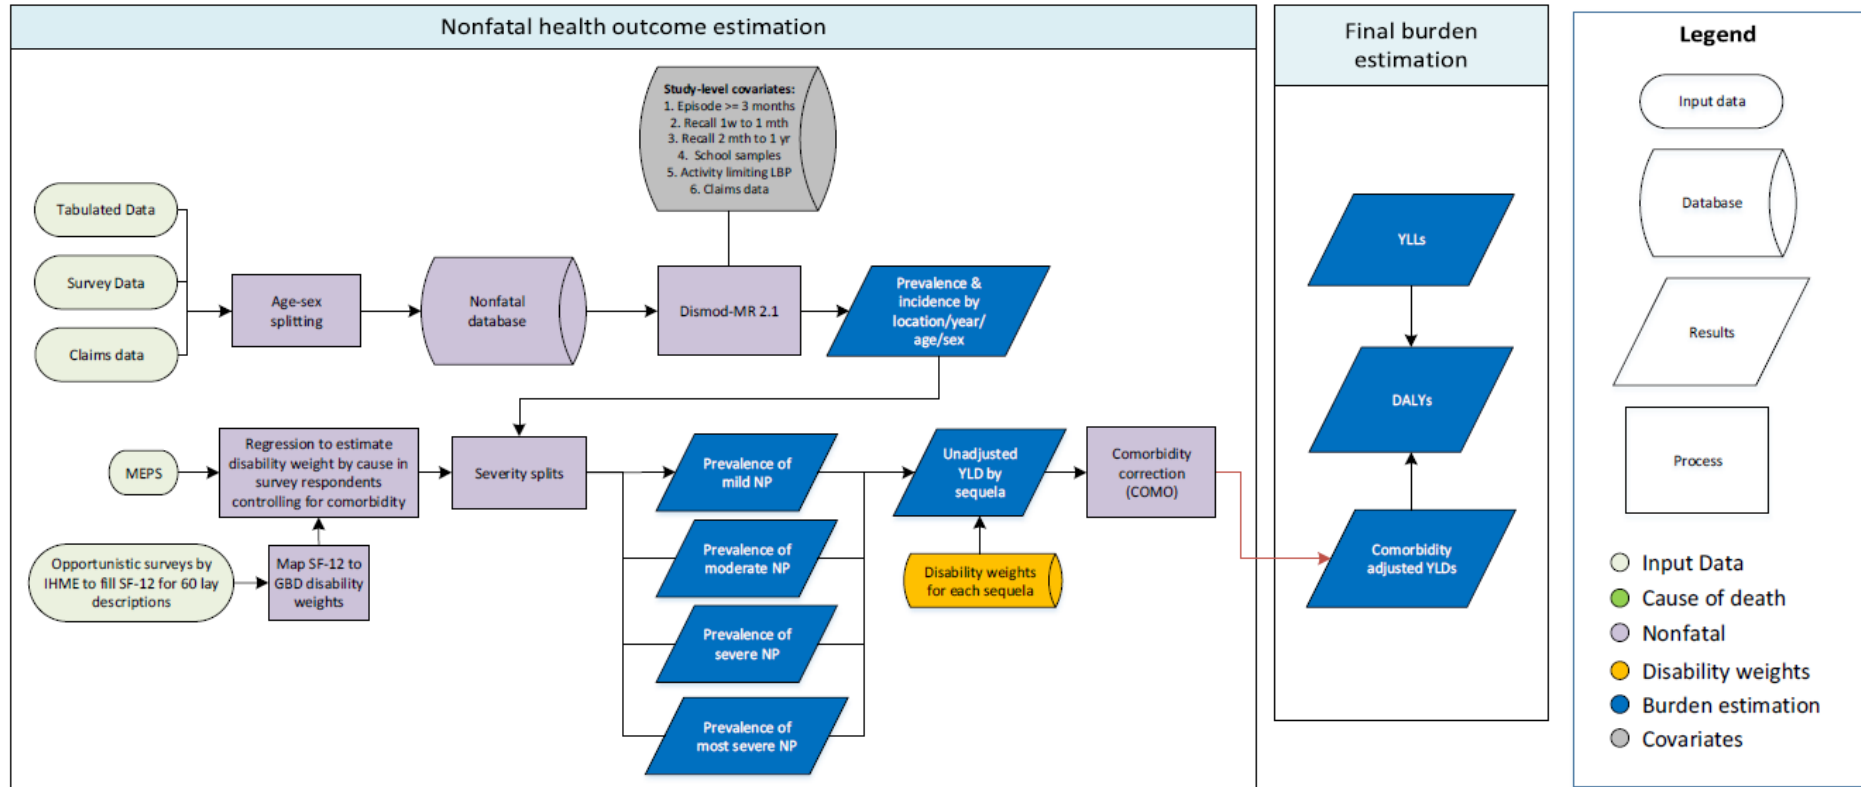 Nonfatal health outcome estimation
Final burden
estimation
Legend
Study-level covariates:
1. Episode >= 3 months
2. Recall 1w to 1 mth
3. Recall 2 mth to 1 yr
4. School samples
5. Activity limiting LBP
6. Claims data
Tabulated Data
Survey Data
Claims data
Age-sex
splitting
Nonfatal
database
Dismod-MR 2.1
Prevalence &
incidence by
location/year/
age/sex
MEPS
Regression to estimate
disability weight by cause in
survey respondents
controlling for comorbidity
Severity splits
Opportunistic surveys by
IHME to fill SF-12 for 60 lay
descriptions
Map SF-12 to
GBD disability
weights
Prevalence of
mild NP
Prevalence of
moderate NP
Prevalence of
severe NP
Prevalence of
most severe NP
Unadjusted
YLD by
sequela
Disability weights
for each sequela
Comorbidity
correction
(COMO)
YLLs
DALYs
Comorbidity
adjusted YLDs
Input data
Database
Results
Process
Input Data
Cause of death
Nonfatal
Disability weights
Burden estimation
Covariates